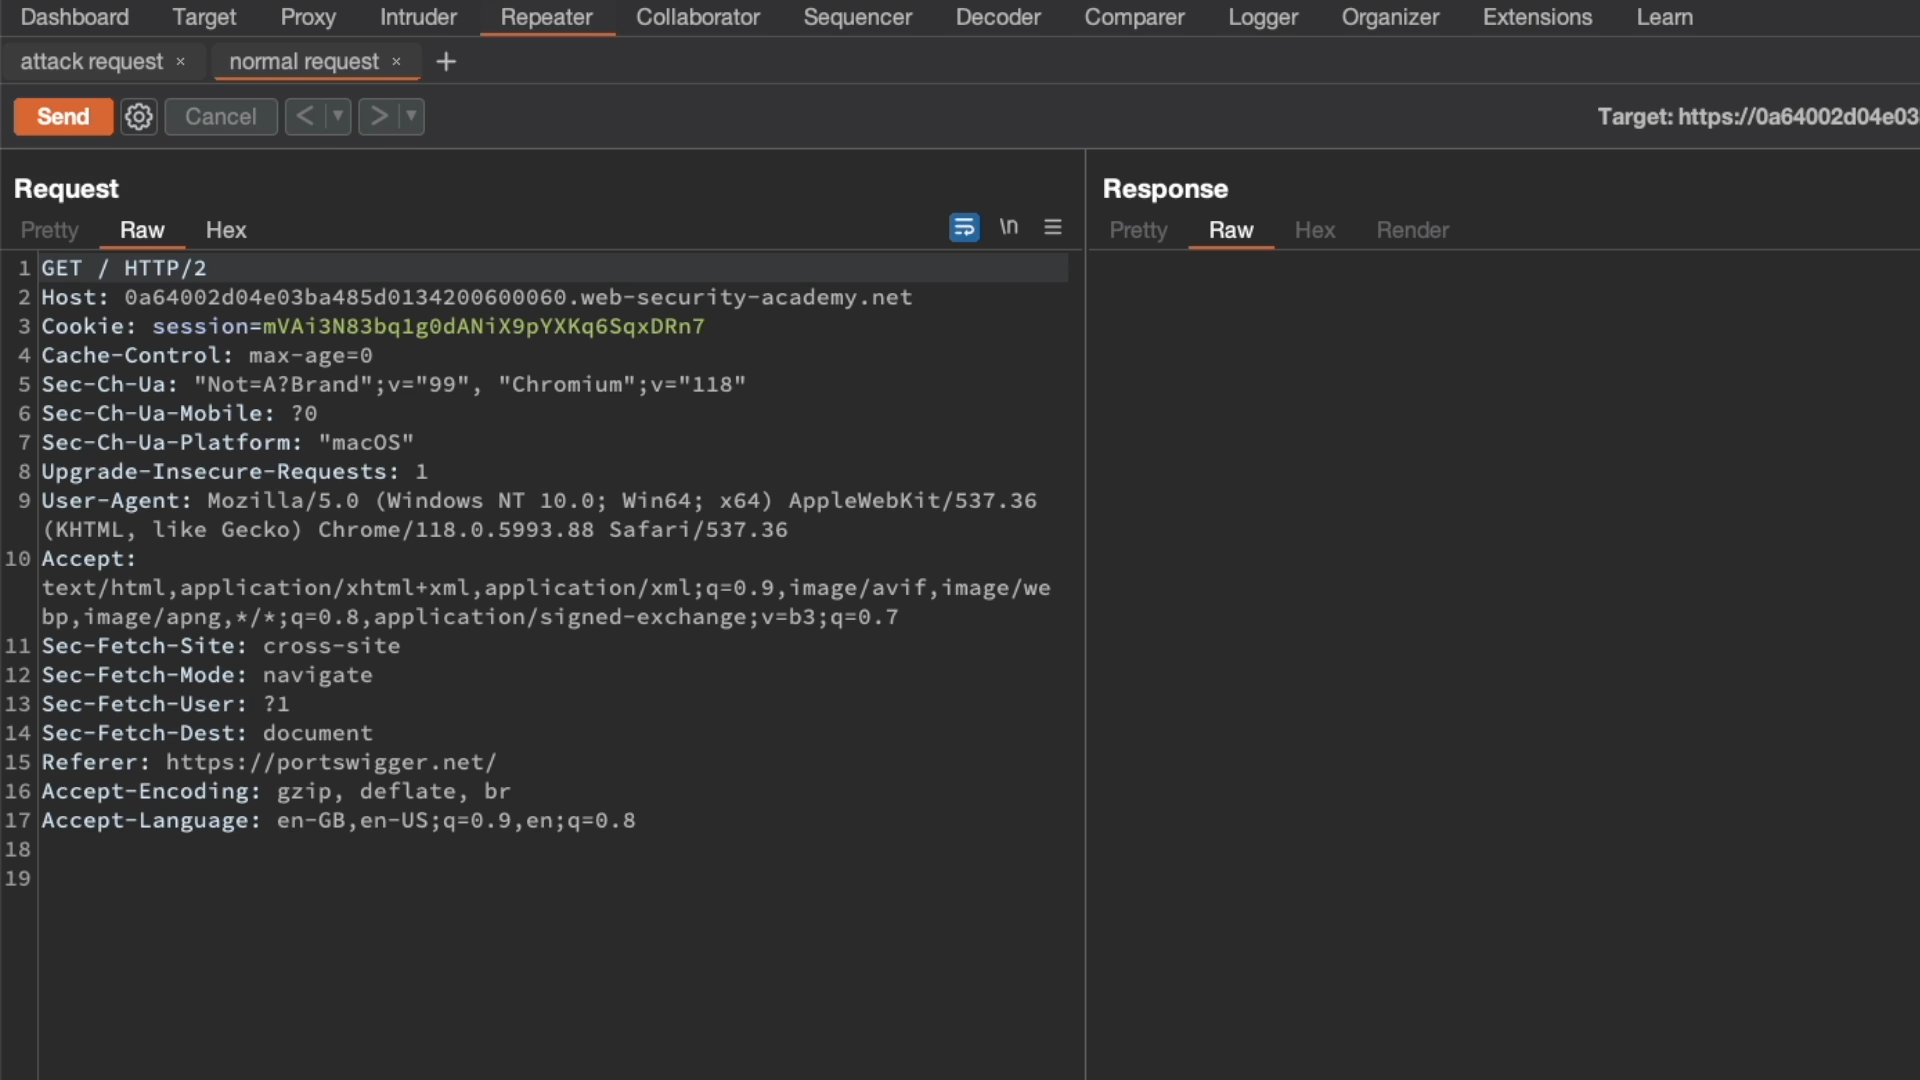 Dashboard Target Proxy Intruder Repeater Collaborator Sequencer Decoder Comparer Logger Organizer Extensions Learn
attack request × normal request × +
Send Cancel < ▼ > ▼ Target: https://0a64002d04e03
Request
Pretty Raw Hex \n ≡
1 GET / HTTP/2
2 Host: 0a64002d04e03ba485d0134200600060.web-security-academy.net
3 Cookie: session=mVAi3N83bq1g0dANiX9pYXKq6SqxDRn7
4 Cache-Control: max-age=0
5 Sec-Ch-Ua: "Not=A?Brand";v="99", "Chromium";v="118"
6 Sec-Ch-Ua-Mobile: ?0
7 Sec-Ch-Ua-Platform: "macOS"
8 Upgrade-Insecure-Requests: 1
9 User-Agent: Mozilla/5.0 (Windows NT 10.0; Win64; x64) AppleWebKit/537.36
(KHTML, like Gecko) Chrome/118.0.5993.88 Safari/537.36
10 Accept:
text/html,application/xhtml+xml,application/xml;q=0.9,image/avif,image/we
bp,image/apng,*/*;q=0.8,application/signed-exchange;v=b3;q=0.7
11 Sec-Fetch-Site: cross-site
12 Sec-Fetch-Mode: navigate
13 Sec-Fetch-User: ?1
14 Sec-Fetch-Dest: document
15 Referer: https://portswigger.net/
16 Accept-Encoding: gzip, deflate, br
17 Accept-Language: en-GB,en-US;q=0.9,en;q=0.8
18
19
Response
Pretty Raw Hex Render